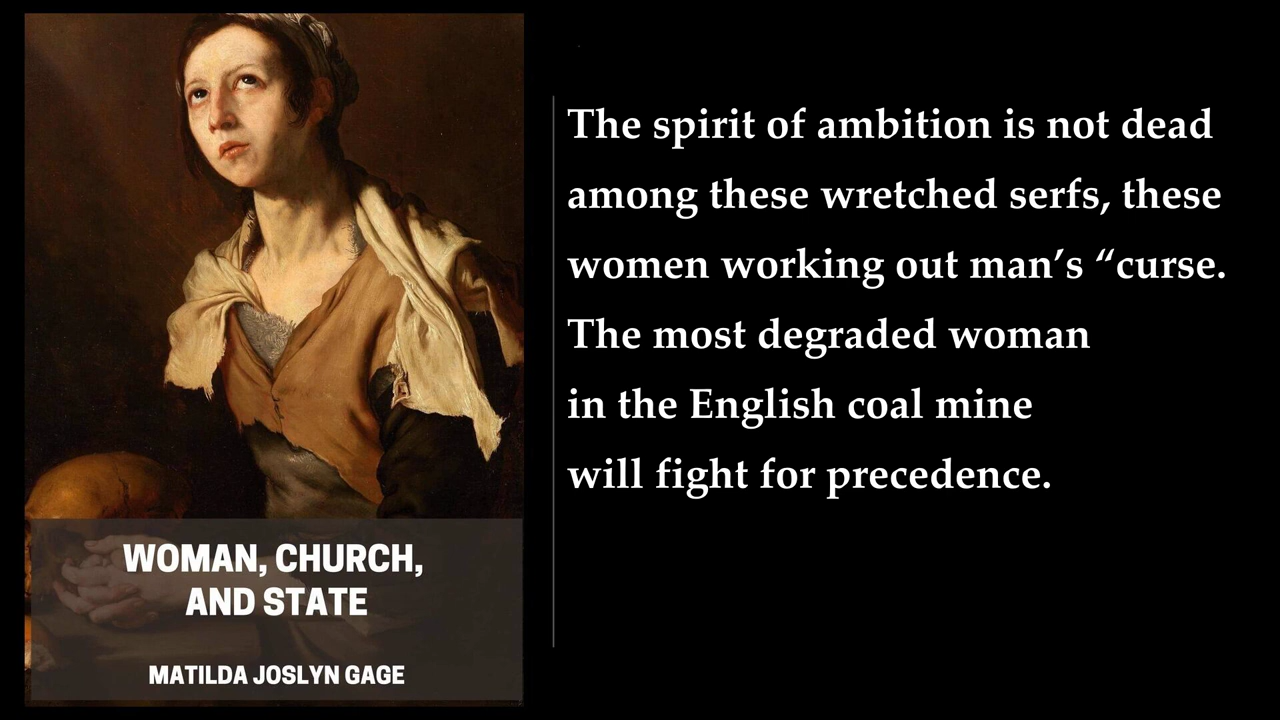 WOMAN, CHURCH,
AND STATE
MATILDA JOSLYN GAGE
The spirit of ambition is not dead
among these wretched serfs, these
women working out man’s “curse.
The most degraded woman
in the English coal mine
will fight for precedence.